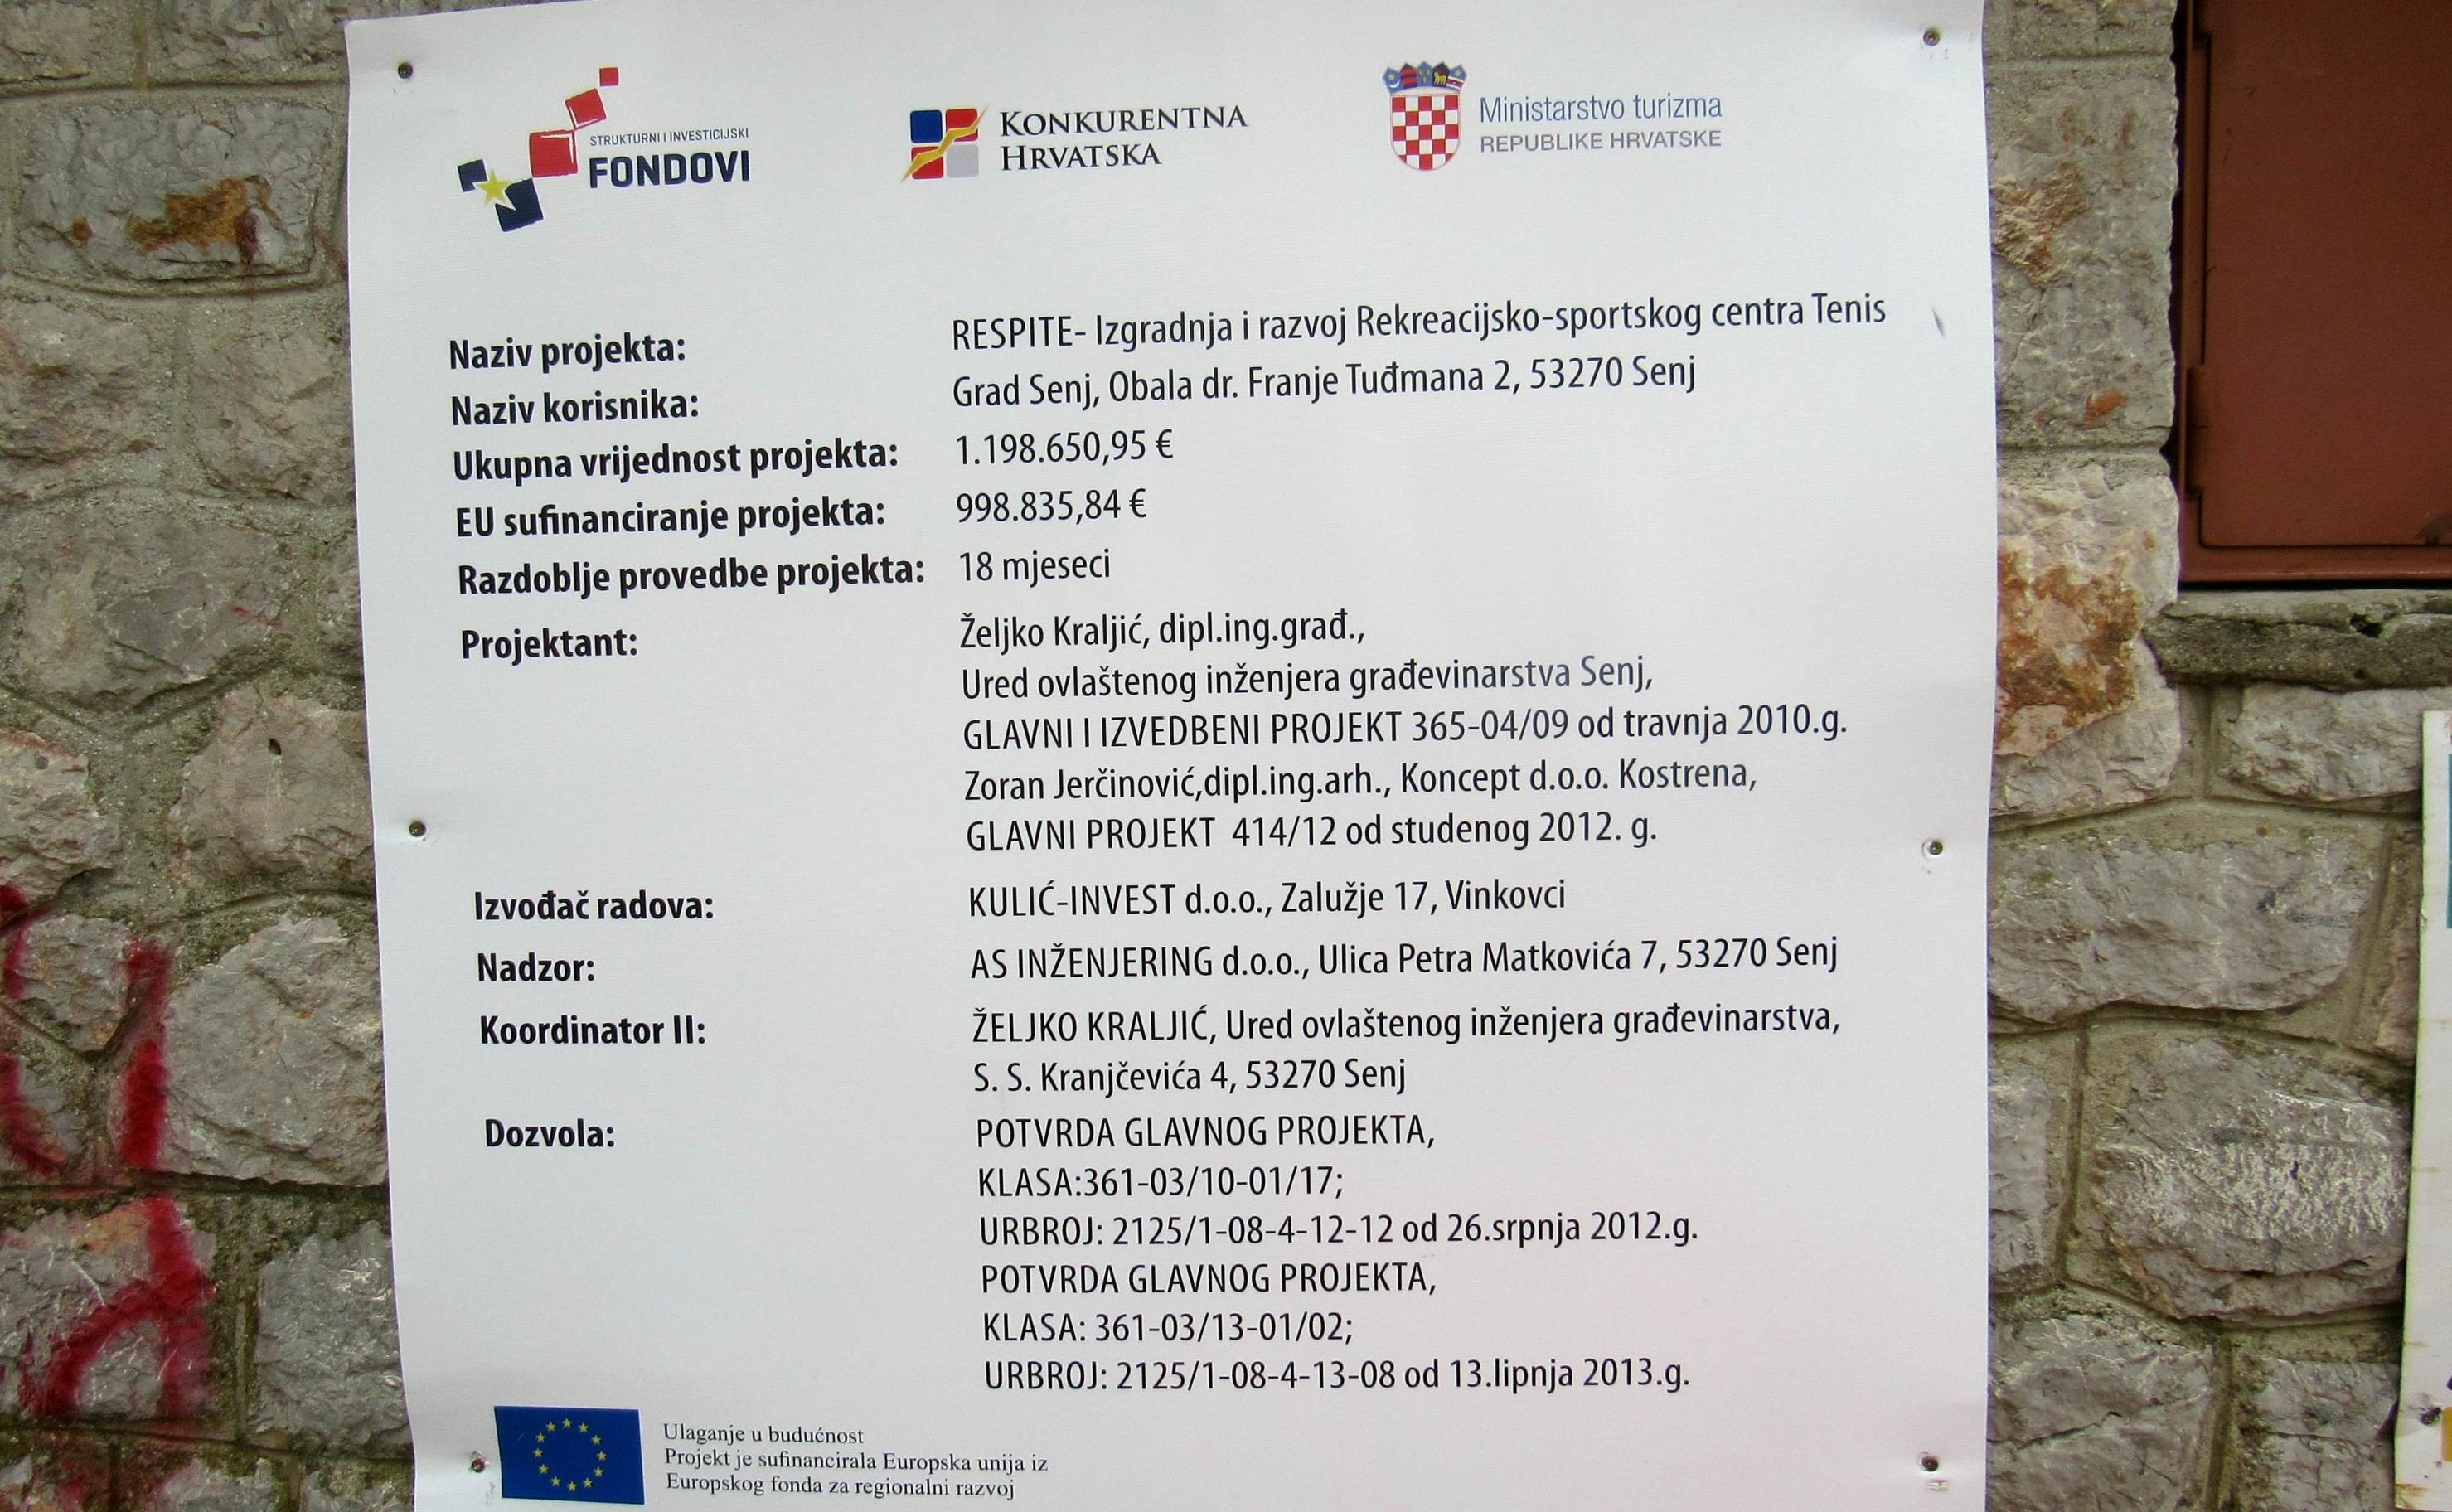 STRUKTURNI I INVESTICIJSKI
FONDOVI
KONKURENTNA
HRVATSKA
Ministarstvo turizma
REPUBLIKE HRVATSKE
Naziv projekta: RESPITE- Izgradnja i razvoj Rekreacijsko-sportskog centra Tenis
Naziv korisnika: Grad Senj, Obala dr. Franje Tuđmana 2, 53270 Senj
Ukupna vrijednost projekta: 1.198.650,95 €
EU sufinanciranje projekta: 998.835,84 €
Razdoblje provedbe projekta: 18 mjeseci
Projektant: Željko Kraljić, dipl.ing.građ.,
Ured ovlaštenog inženjera građevinarstva Senj,
GLAVNI I IZVEDBENI PROJEKT 365-04/09 od travnja 2010.g.
Zoran Jerčinović,dipl.ing.arh., Koncept d.o.o. Kostrena,
GLAVNI PROJEKT 414/12 od studenog 2012. g.
Izvođač radova: KULIĆ-INVEST d.o.o., Zalužje 17, Vinkovci
Nadzor: AS INŽENJERING d.o.o., Ulica Petra Matkovića 7, 53270 Senj
Koordinator II: ŽELJKO KRALJIĆ, Ured ovlaštenog inženjera građevinarstva,
S. S. Kranjčevića 4, 53270 Senj
Dozvola: POTVRDA GLAVNOG PROJEKTA,
KLASA:361-03/10-01/17;
URBROJ: 2125/1-08-4-12-12 od 26.srpnja 2012.g.
POTVRDA GLAVNOG PROJEKTA,
KLASA: 361-03/13-01/02;
URBROJ: 2125/1-08-4-13-08 od 13.lipnja 2013.g.
Ulaganje u budućnost
Projekt je sufinancirala Europska unija iz
Europskog fonda za regionalni razvoj